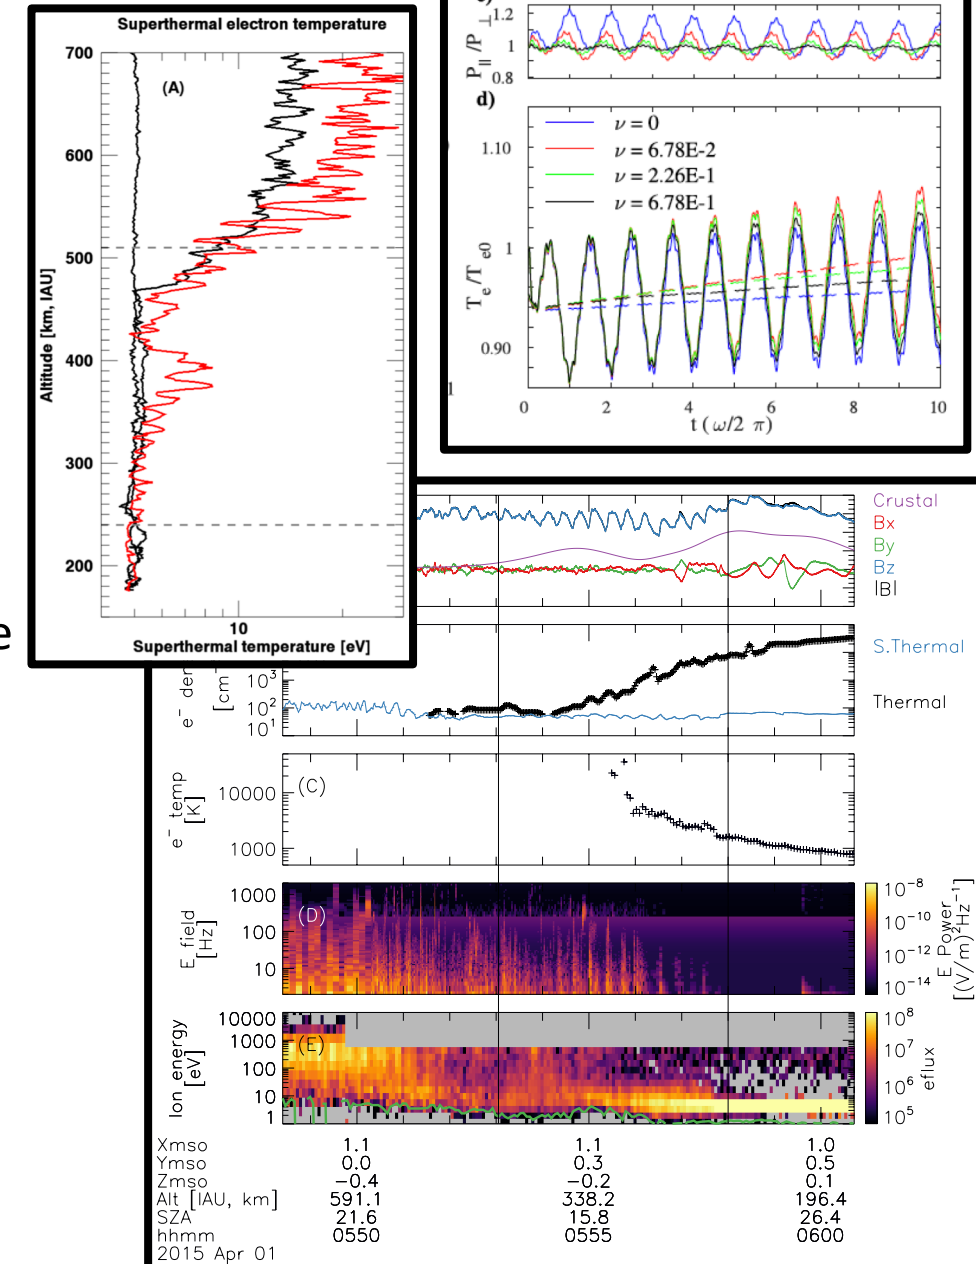 Superthermal electron temperature
700
(A)
600
500
400
300
200
Altitude [km, IAU]
10
Superthermal temperature [eV]
e
1.2
1
0.8
P∥/P⊥
d)
ν = 0
ν = 6.78E-2
ν = 2.26E-1
ν = 6.78E-1
1.10
1
0.90
Te/Te0
0 2 4 6 8 10
t (ω/2 π)
1
Crustal
Bx
By
Bz
|B|
e⁻ den
[cm
10³
10²
10¹
S.Thermal
Thermal
e⁻ temp
[K]
(C)
10000
1000
E field
[Hz]
(D)
1000
100
10
10⁻⁸
10⁻¹⁰
10⁻¹²
10⁻¹⁴
E Power
[(V/m)²Hz⁻¹]
Ion energy
[eV]
(E)
10000
1000
100
10
1
10⁸
10⁷
10⁶
10⁵
eflux
Xmso 1.1 1.1 1.0
Ymso 0.0 0.3 0.5
Zmso −0.4 −0.2 0.1
Alt [IAU, km] 591.1 338.2 196.4
SZA 21.6 15.8 26.4
hhmm 0550 0555 0600
2015 Apr 01